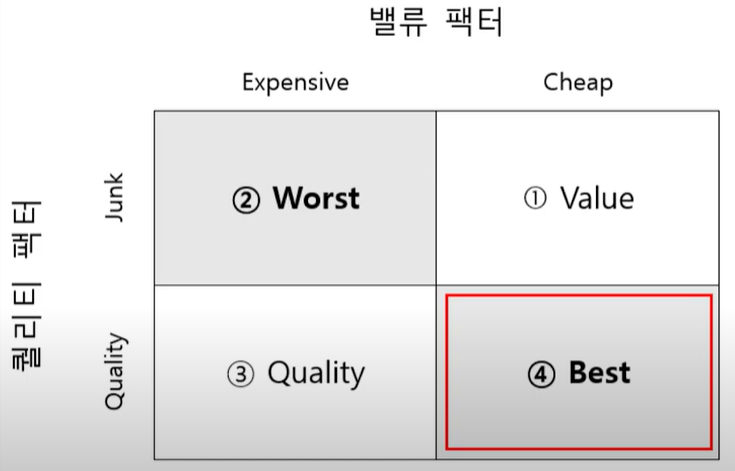 밸류 팩터
Expensive
Cheap
퀄리티 팩터
Junk
② Worst
① Value
Quality
③ Quality
④ Best